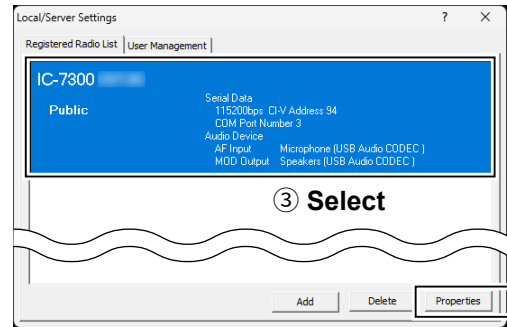 Local/Server Settings ? ×
Registered Radio List User Management
IC-7300
Public
Serial Data
115200bps CI-V Address 94
COM Port Number 3
Audio Device
AF Input Microphone (USB Audio CODEC )
MOD Output Speakers (USB Audio CODEC )
③ Select
Add Delete Properties